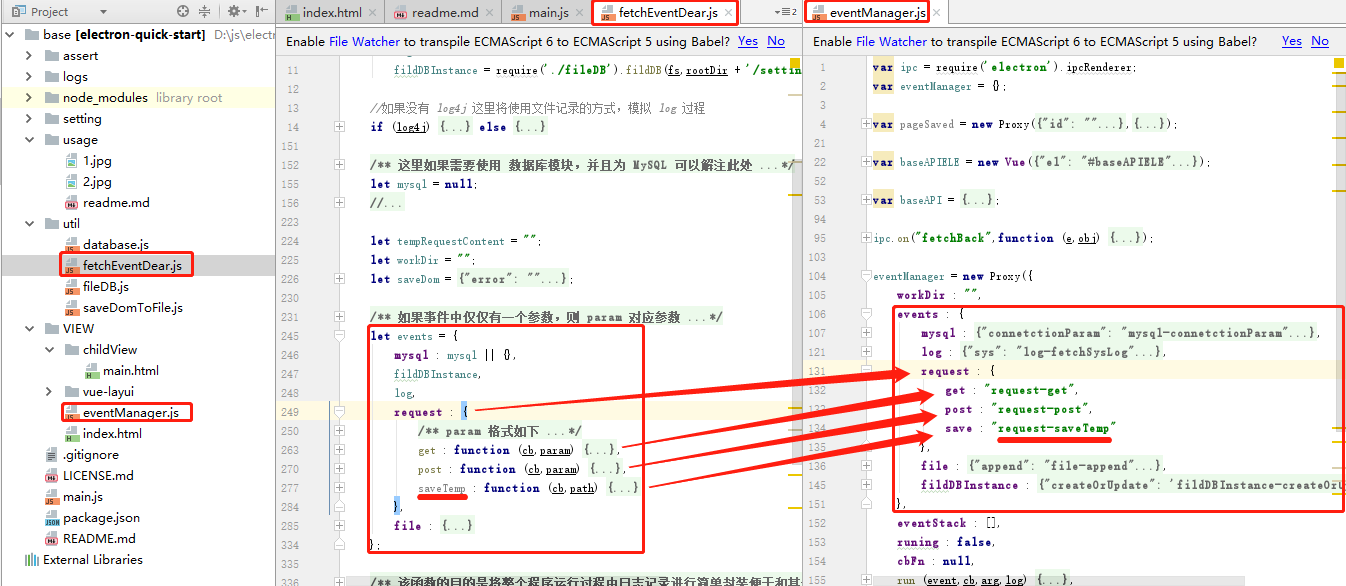 Project
base [electron-quick-start] D:\js\electr
assert
logs
node_modules library root
setting
usage
1.jpg
2.jpg
readme.md
util
database.js
fetchEventDear.js
fileDB.js
saveDomToFile.js
VIEW
childView
main.html
vue-layui
eventManager.js
index.html
.gitignore
LICENSE.md
main.js
package.json
README.md
External Libraries
index.html
readme.md
main.js
fetchEventDear.js
2
Enable File Watcher to transpile ECMAScript 6 to ECMAScript 5 using Babel? Yes No
11 fildDBInstance = require('./fileDB').fildDB(fs,rootDir + '/settin
12
13 //如果没有 log4j 这里将使用文件记录的方式，模拟 log 过程
14 if (log4j) {...} else {...}
151
152 /** 这里如果需要使用 数据库模块，并且为 MySQL 可以解注此处 ...*/
155 let mysql = null;
156 //...
223
224 let tempRequestContent = "";
225 let workDir = "";
226 let saveDom = {"error": ""...};
230
231 /** 如果事件中仅仅有一个参数，则 param 对应参数 ...*/
245 let events = {
246 mysql : mysql || {},
247 fildDBInstance,
248 log,
249 request : {
250 /** param 格式如下 ...*/
263 get : function (cb,param) {...},
270 post : function (cb,param) {...},
277 saveTemp : function (cb,path) {...}
284 },
285 file : {...}
334 };
335
336 /** 该函数的目的是将整个程序运行过程由日志记录进行简单封装便于和其
eventManager.js
Enable File Watcher to transpile ECMAScript 6 to ECMAScript 5 using Babel? Yes No
1 var ipc = require('electron').ipcRenderer;
2 var eventManager = {};
3
4 var pageSaved = new Proxy({"id": ""...},{...});
21
22 var baseAPIELE = new Vue({"el": "#baseAPIELE"...});
52
53 var baseAPI = {...};
94
95 ipc.on("fetchBack",function (e,obj) {...});
103
104 eventManager = new Proxy({
105 workDir : "",
106 events : {
107 mysql : {"connetctionParam": "mysql-connetctionParam"...},
121 log : {"sys": "log-fetchSysLog"...},
131 request : {
132 get : "request-get",
133 post : "request-post",
134 save : "request-saveTemp"
135 },
136 file : {"append": "file-append"...},
145 fildDBInstance : {"createOrUpdate": 'fildDBInstance-createOrU
151 },
152 eventStack : [],
153 runing : false,
154 cbFn : null,
155 run (event,cb,arg,log) {...},